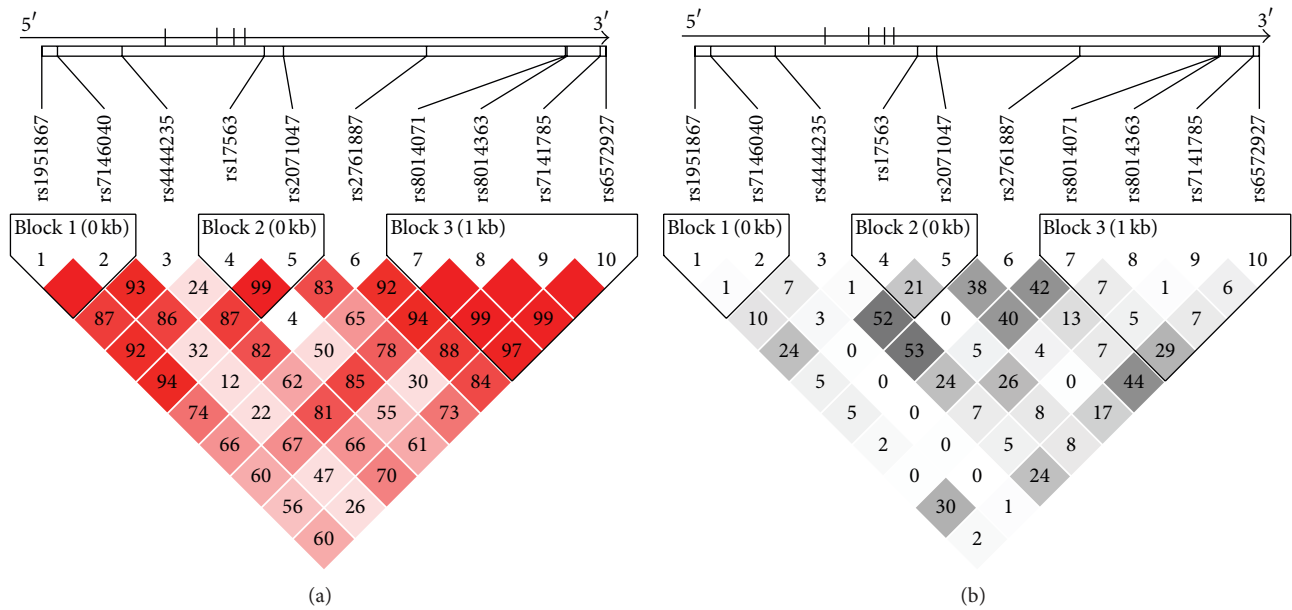 5′ 3′
rs1951867
rs7146040
rs4444235
rs17563
rs2071047
rs2761887
rs8014071
rs8014363
rs7141785
rs6572927
Block 1 (0 kb) Block 2 (0 kb) Block 3 (1 kb)
1 2 3 4 5 6 7 8 9 10
93 24 99 83 92
87 86 87 4 65 94 99 99
92 32 82 50 78 88 97
94 12 62 85 30 84
74 22 81 55 73
66 67 66 61
60 47 70
56 26
60
(a)
5′ 3′
rs1951867
rs7146040
rs4444235
rs17563
rs2071047
rs2761887
rs8014071
rs8014363
rs7141785
rs6572927
Block 1 (0 kb) Block 2 (0 kb) Block 3 (1 kb)
1 2 3 4 5 6 7 8 9 10
1 7 1 21 38 42 7 1 6
10 3 52 0 40 13 5 7
24 0 53 5 4 7 29
5 0 24 26 0 44
5 0 7 8 17
2 0 5 8
0 0 24
30 1
2
(b)